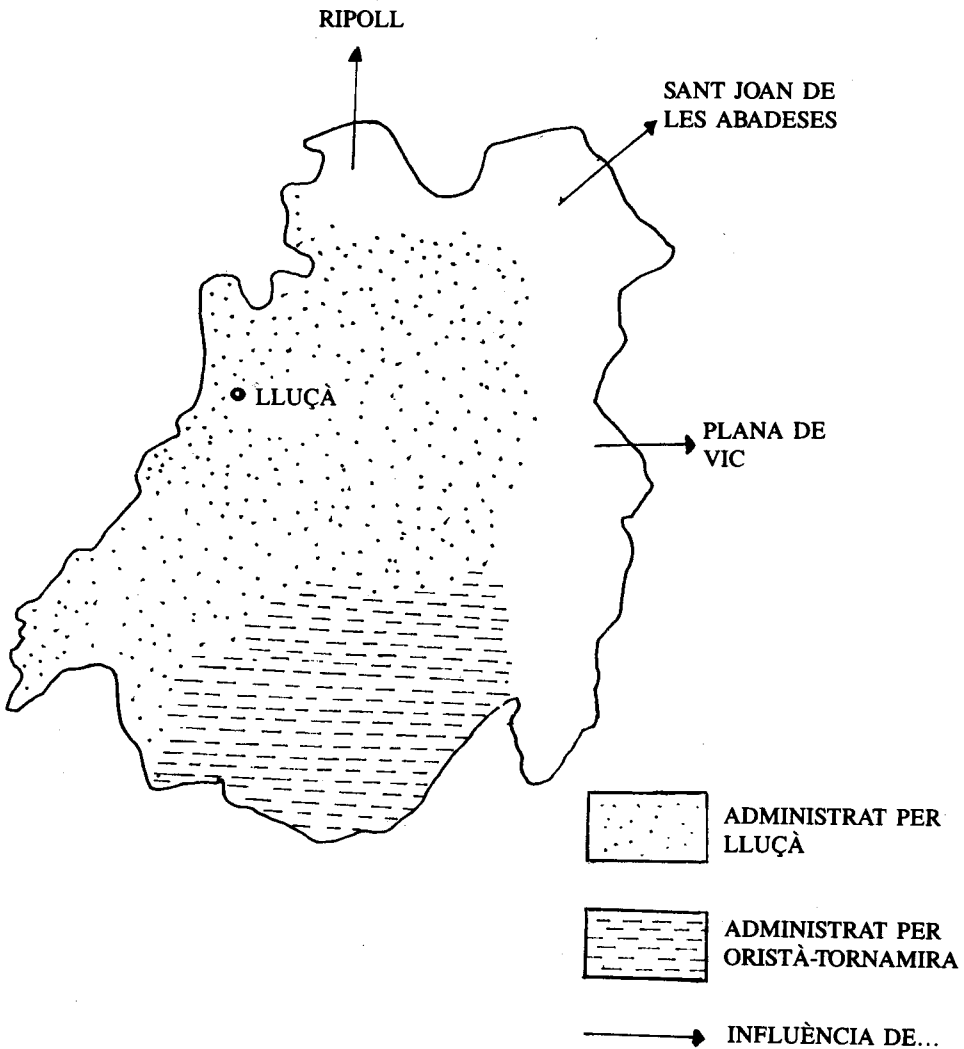 RIPOLL
SANT JOAN DE
LES ABADESES
LLUÇÀ
PLANA DE
VIC
ADMINISTRAT PER
LLUÇÀ
ADMINISTRAT PER
ORISTÀ-TORNAMIRA
INFLUÈNCIA DE...